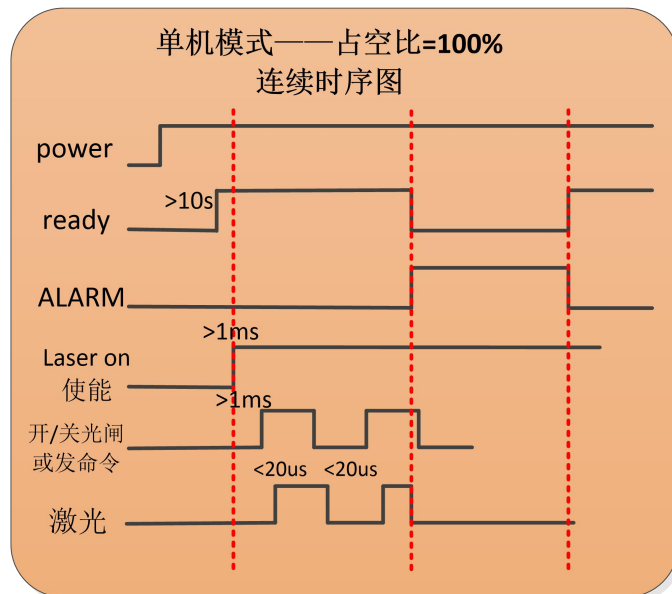 单机模式——占空比=100%
连续时序图
power
>10s
ready
ALARM
>1ms
Laser on
使能
>1ms
开/关光闸
或发命令
<20us <20us
激光